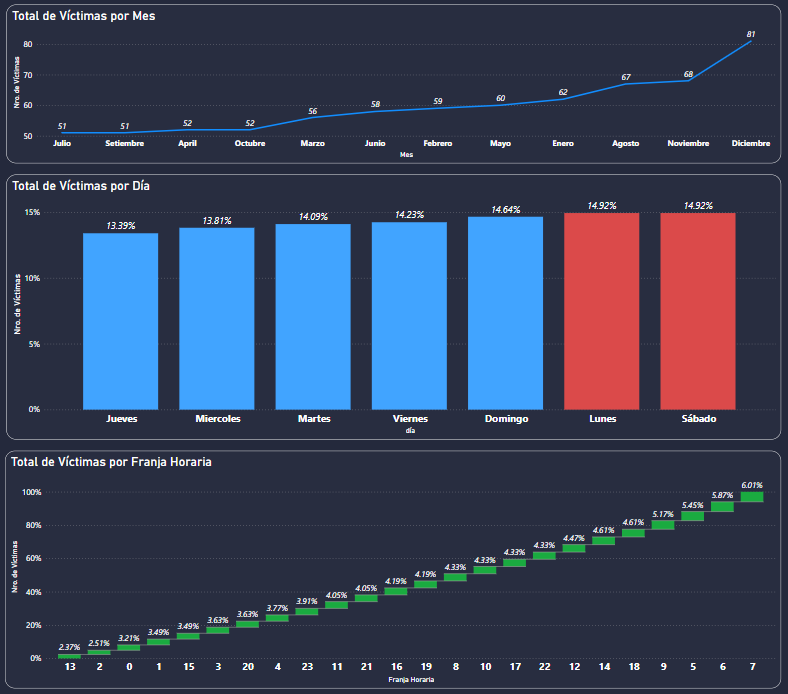 Total de Víctimas por Mes
Nro. de Víctimas
80
70
60
50
51 51 52 52 56 58 59 60 62 67 68 81
Julio Setiembre April Octubre Marzo Junio Febrero Mayo Enero Agosto Noviembre Diciembre
Mes
Total de Víctimas por Día
Nro. de Víctimas
15%
10%
5%
0%
13.39% 13.81% 14.09% 14.23% 14.64% 14.92% 14.92%
Jueves Miercoles Martes Viernes Domingo Lunes Sábado
día
Total de Víctimas por Franja Horaria
Nro. de Víctimas
100%
80%
60%
40%
20%
0%
2.37% 2.51% 3.21% 3.49% 3.49% 3.63% 3.63% 3.77% 3.91% 4.05% 4.05% 4.19% 4.19% 4.33% 4.33% 4.33% 4.33% 4.47% 4.61% 4.61% 5.17% 5.45% 5.87% 6.01%
13 2 0 1 15 3 20 4 23 11 21 16 19 8 10 17 22 12 14 18 9 5 6 7
Franja Horaria